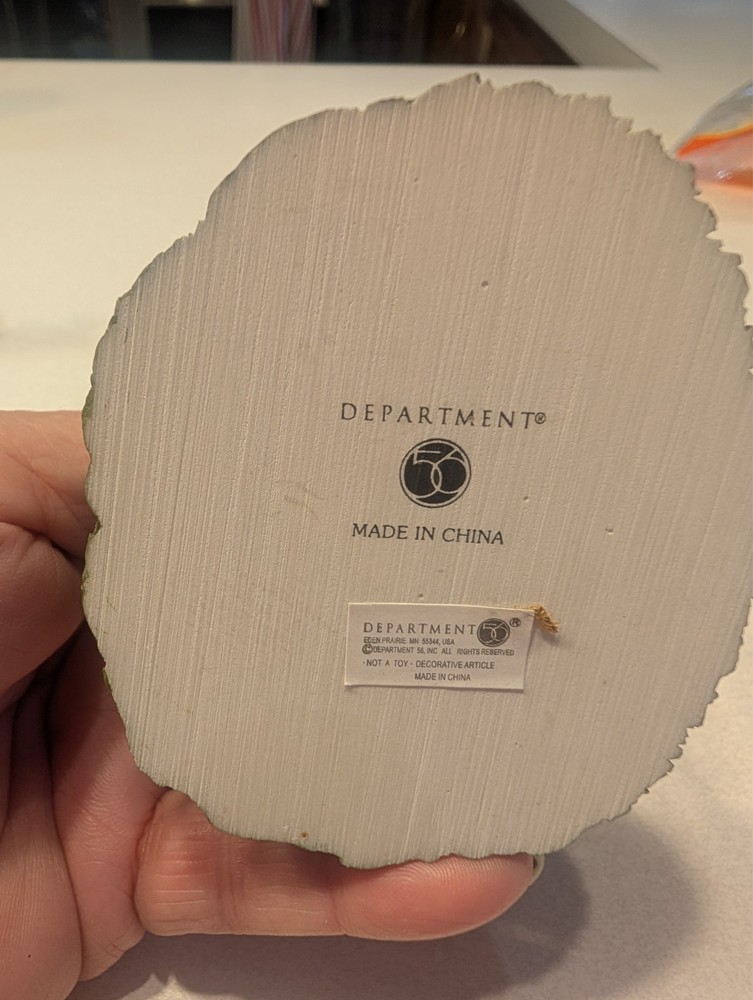 DEPARTMENT®
56
MADE IN CHINA
DEPARTMENT 56®
EDEN PRAIRIE MN 55344, USA
©DEPARTMENT 56, INC ALL RIGHTS RESERVED
·NOT A TOY · DECORATIVE ARTICLE
MADE IN CHINA